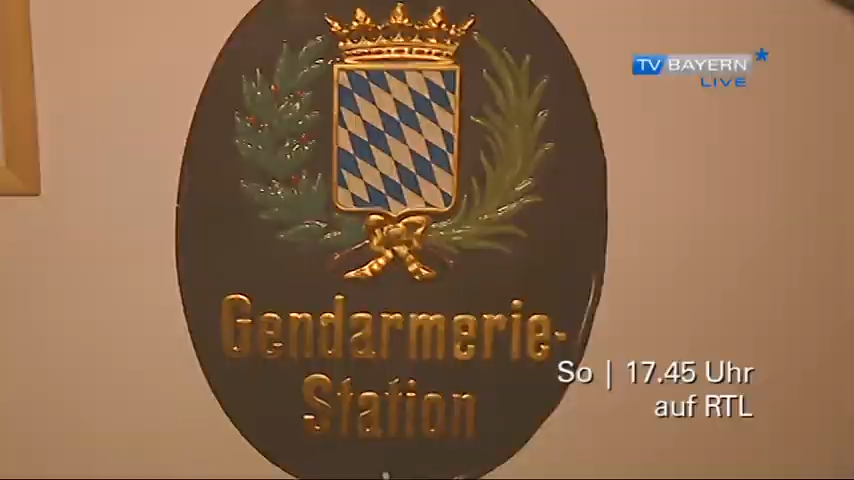 TV BAYERN*
LIVE
Gendarmerie-
Station
So | 17.45 Uhr
auf RTL